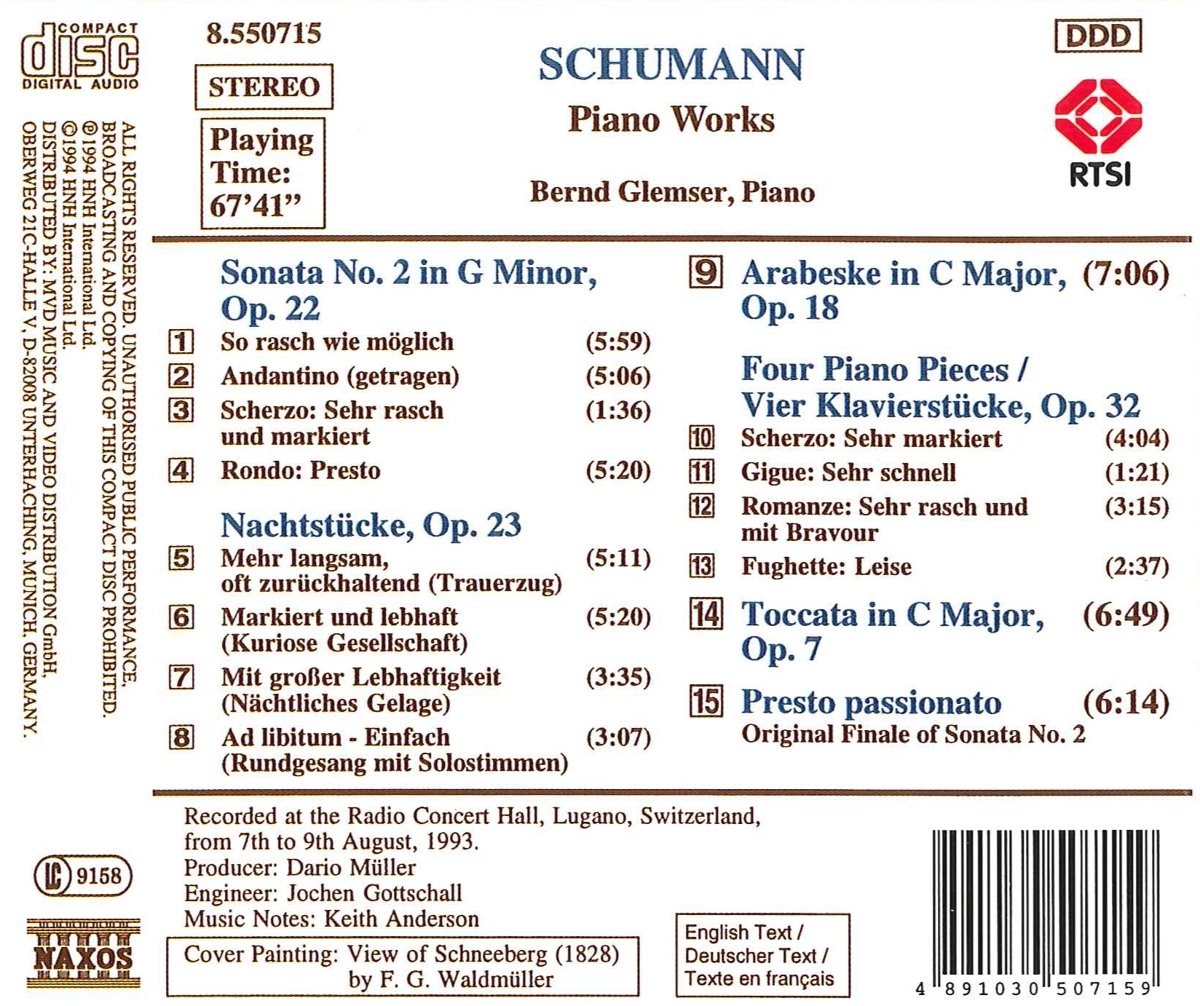 COMPACT
disc
DIGITAL AUDIO
8.550715
STEREO
Playing
Time:
67'41”
SCHUMANN
Piano Works
Bernd Glemser, Piano
DDD
RTSI
ALL RIGHTS RESERVED. UNAUTHORISED PUBLIC PERFORMANCE,
BROADCASTING AND COPYING OF THIS COMPACT DISC PROHIBITED.
℗ 1994 HNH International Ltd.
© 1994 HNH International Ltd.
DISTRIBUTED BY: MVD MUSIC AND VIDEO DISTRIBUTION GmbH,
OBERWEG 21C-HALLE V, D-82008 UNTERHACHING. MUNICH. GERMANY.
Sonata No. 2 in G Minor,
Op. 22
1 So rasch wie möglich (5:59)
2 Andantino (getragen) (5:06)
3 Scherzo: Sehr rasch (1:36)
und markiert
4 Rondo: Presto (5:20)
Nachtstücke, Op. 23
5 Mehr langsam, (5:11)
oft zurückhaltend (Trauerzug)
6 Markiert und lebhaft (5:20)
(Kuriose Gesellschaft)
7 Mit großer Lebhaftigkeit (3:35)
(Nächtliches Gelage)
8 Ad libitum - Einfach (3:07)
(Rundgesang mit Solostimmen)
9 Arabeske in C Major, (7:06)
Op. 18
Four Piano Pieces /
Vier Klavierstücke, Op. 32
10 Scherzo: Sehr markiert (4:04)
11 Gigue: Sehr schnell (1:21)
12 Romanze: Sehr rasch und (3:15)
mit Bravour
13 Fughette: Leise (2:37)
14 Toccata in C Major, (6:49)
Op. 7
15 Presto passionato (6:14)
Original Finale of Sonata No. 2
Recorded at the Radio Concert Hall, Lugano, Switzerland,
from 7th to 9th August, 1993.
Producer: Dario Müller
Engineer: Jochen Gottschall
Music Notes: Keith Anderson
Cover Painting: View of Schneeberg (1828)
by F. G. Waldmüller
LC 9158
NAXOS
English Text /
Deutscher Text /
Texte en français
4 891030 507159